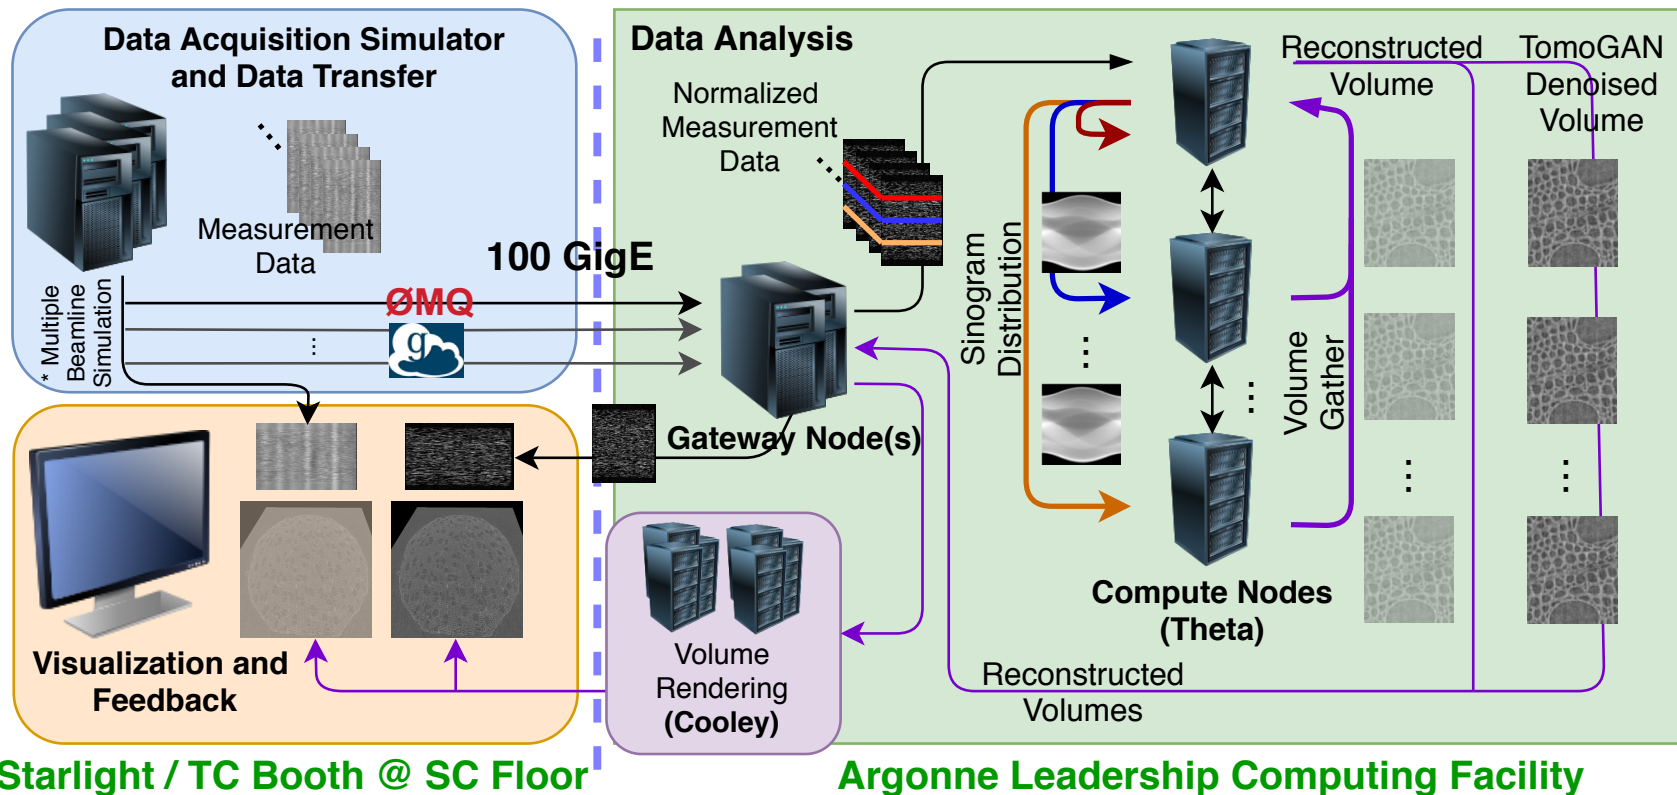 Data Acquisition Simulator
and Data Transfer
Measurement
Data
* Multiple
Beamline
Simulation
100 GigE
ØMQ
...
g
Data Analysis
Normalized
Measurement
Data
Gateway Node(s)
Sinogram
Distribution
...
...
Volume
Gather
Compute Nodes
(Theta)
Reconstructed
Volume
...
TomoGAN
Denoised
Volume
...
Reconstructed
Volumes
Volume
Rendering
(Cooley)
Visualization and
Feedback
Starlight / TC Booth @ SC Floor
Argonne Leadership Computing Facility